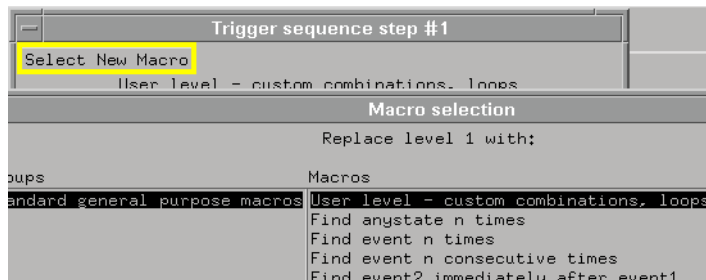 Trigger sequence step #1
Select New Macro
User level - custom combinations, loops
Macro selection
Replace level 1 with:
oups
Macros
andard general purpose macros
User level - custom combinations, loops
Find anystate n times
Find event n times
Find event n consecutive times
Find event2 immediately after event1